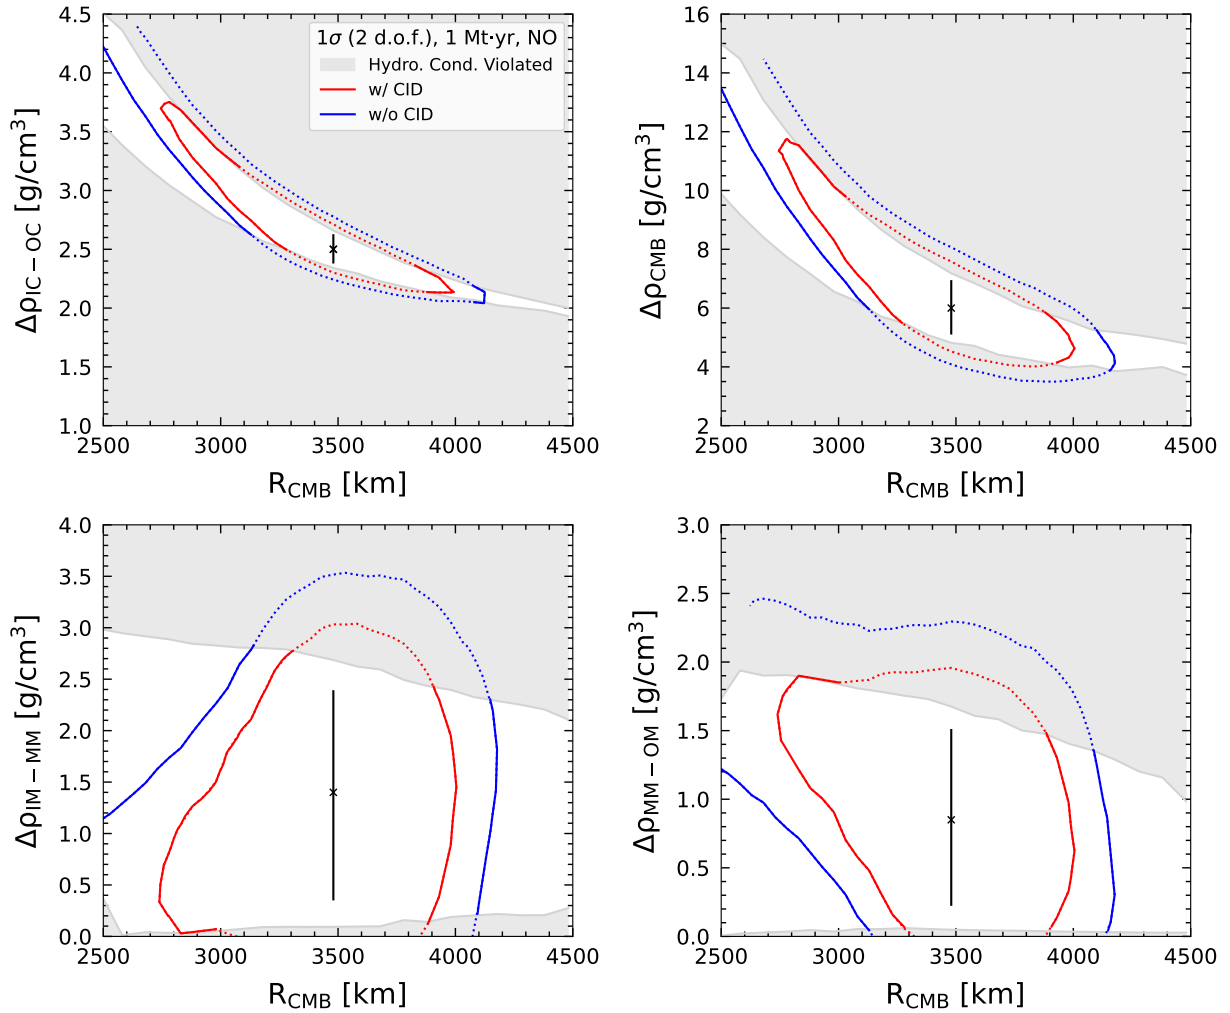 4.5
4.0
3.5
3.0
2.5
2.0
1.5
1.0
Δρ_IC − OC [g/cm³]
1σ (2 d.o.f.), 1 Mt·yr, NO
Hydro. Cond. Violated
w/ CID
w/o CID
2500 3000 3500 4000 4500
R_CMB [km]
16
14
12
10
8
6
4
2
Δρ_CMB [g/cm³]
2500 3000 3500 4000 4500
R_CMB [km]
4.0
3.5
3.0
2.5
2.0
1.5
1.0
0.5
0.0
Δρ_IM − MM [g/cm³]
2500 3000 3500 4000 4500
R_CMB [km]
3.0
2.5
2.0
1.5
1.0
0.5
0.0
Δρ_MM − OM [g/cm³]
2500 3000 3500 4000 4500
R_CMB [km]